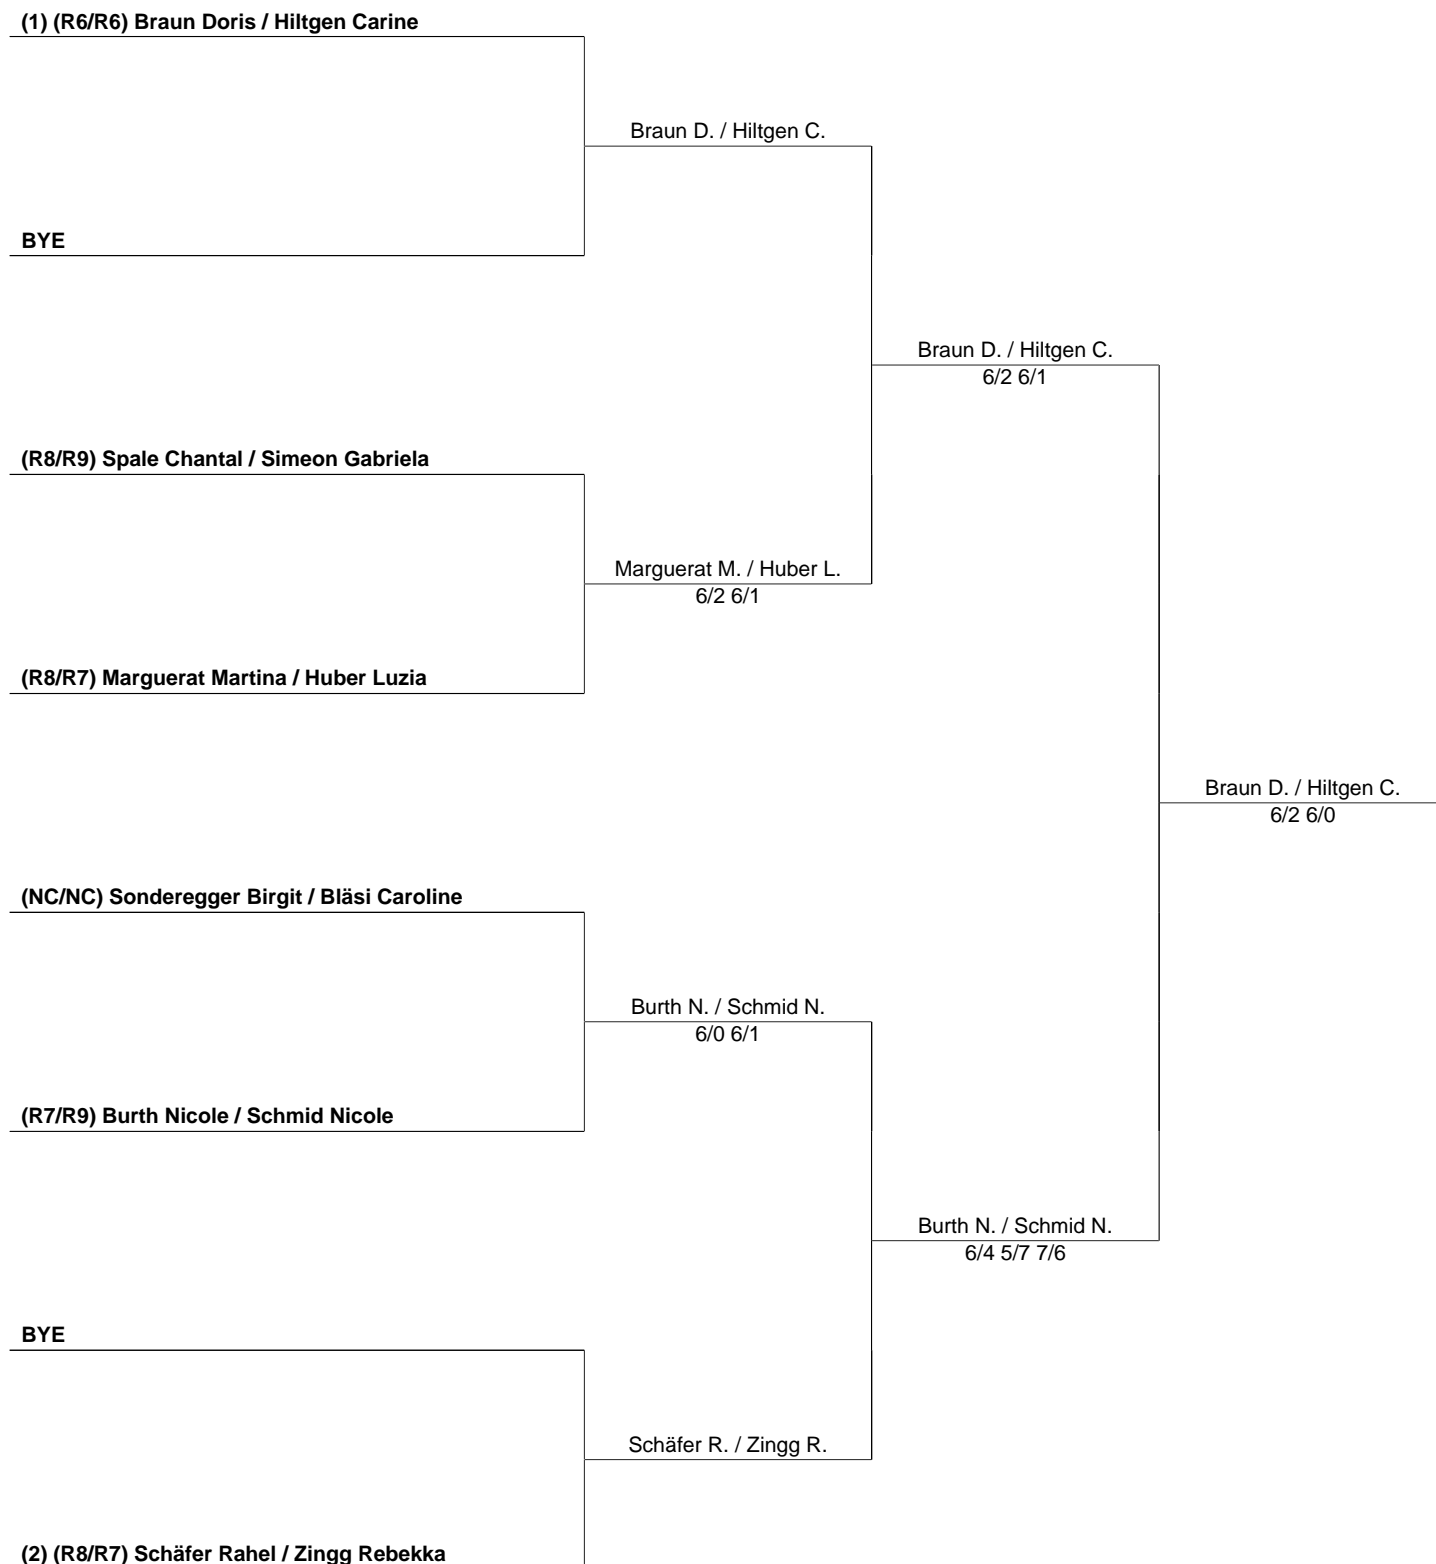 (1) (R6/R6) Braun Doris / Hiltgen Carine
Braun D. / Hiltgen C.
BYE
Braun D. / Hiltgen C.
6/2 6/1
(R8/R9) Spale Chantal / Simeon Gabriela
Marguerat M. / Huber L.
6/2 6/1
(R8/R7) Marguerat Martina / Huber Luzia
Braun D. / Hiltgen C.
6/2 6/0
(NC/NC) Sonderegger Birgit / Bläsi Caroline
Burth N. / Schmid N.
6/0 6/1
(R7/R9) Burth Nicole / Schmid Nicole
Burth N. / Schmid N.
6/4 5/7 7/6
BYE
Schäfer R. / Zingg R.
(2) (R8/R7) Schäfer Rahel / Zingg Rebekka